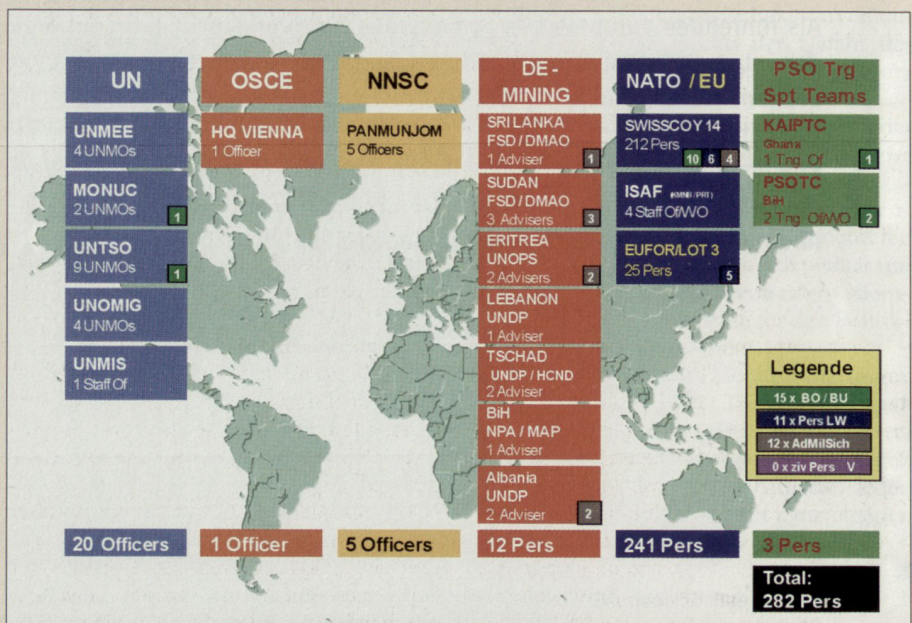 UN
UNMEE
4 UNMOs
MONUC
2 UNMOs
1
UNTSO
9 UNMOs
1
UNOMIG
4 UNMOs
UNMIS
1 Staff Of
20 Officers
OSCE
HQ VIENNA
1 Officer
1 Officer
NNSC
PANMUNJOM
5 Officers
5 Officers
DE -
MINING
SRI LANKA
FSD / DMAO
1 Adviser
1
SUDAN
FSD / DMAO
3 Advisers
3
ERITREA
UNOPS
2 Advisers
2
LEBANON
UNDP
1 Adviser
TSCHAD
UNDP / HCND
2 Adviser
BiH
NPA / MAP
1 Adviser
Albania
UNDP
2 Adviser
2
12 Pers
NATO / EU
SWISSCOY 14
212 Pers
10 6 4
ISAF (KMNB / PRT)
4 Staff Of/WO
EUFOR/LOT 3
25 Pers
5
241 Pers
PSO Trg
Spt Teams
KAIPTC
Ghana
1 Tng. Of
1
PSOTC
BiH
2 Tng. Of/WO
2
3 Pers
Legende
15 x BO / BU
11 x Pers LW
12 x AdMilSich
0 x ziv Pers V
Total:
282 Pers